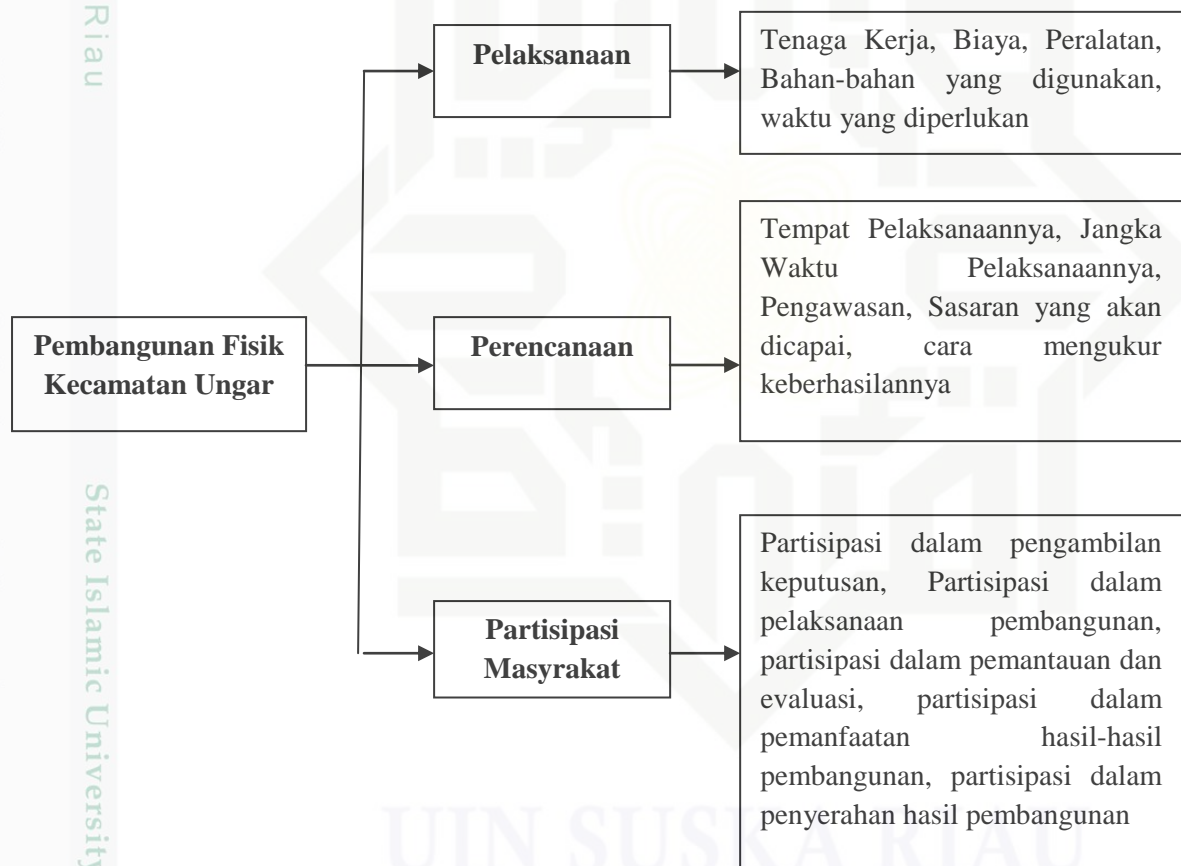 Riau
State Islamic University
Pembangunan Fisik
Kecamatan Ungar
Pelaksanaan
Tenaga Kerja, Biaya, Peralatan,
Bahan-bahan yang digunakan,
waktu yang diperlukan
Perencanaan
Tempat Pelaksanaannya, Jangka
Waktu Pelaksanaannya,
Pengawasan, Sasaran yang akan
dicapai, cara mengukur
keberhasilannya
Partisipasi
Masyrakat
Partisipasi dalam pengambilan
keputusan, Partisipasi dalam
pelaksanaan pembangunan,
partisipasi dalam pemantauan dan
evaluasi, partisipasi dalam
pemanfaatan hasil-hasil
pembangunan, partisipasi dalam
penyerahan hasil pembangunan
UIN SUSKA RIAU